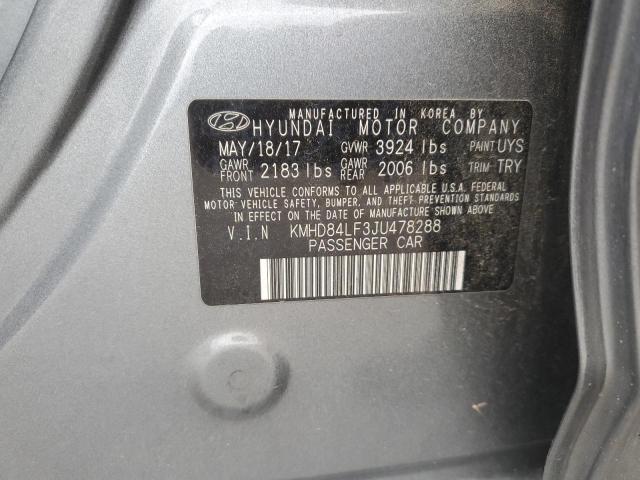 MANUFACTURED IN KOREA BY
HYUNDAI MOTOR COMPANY
MAY/18/17 GVWR 3924 lbs PAINT UYS
GAWR FRONT 2183 lbs GAWR REAR 2006 lbs TRIM TRY
THIS VEHICLE CONFORMS TO ALL APPLICABLE U.S.A. FEDERAL
MOTOR VEHICLE SAFETY, BUMPER, AND THEFT PREVENTION STANDARDS
IN EFFECT ON THE DATE OF MANUFACTURE SHOWN ABOVE
V.I.N KMHD84LF3JU478288
PASSENGER CAR